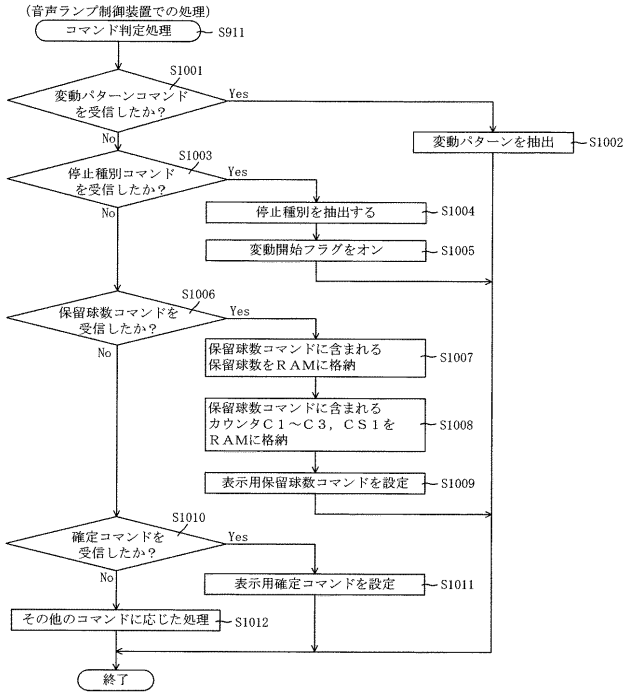 (音声ランプ制御装置での処理)
コマンド判定処理
S911
S1001
変動パターンコマンド
を受信したか？
Yes
No
変動パターンを抽出
S1002
S1003
停止種別コマンド
を受信したか？
Yes
No
停止種別を抽出する
S1004
変動開始フラグをオン
S1005
S1006
保留球数コマンドを
受信したか？
Yes
No
保留球数コマンドに含まれる
保留球数をＲＡＭに格納
S1007
保留球数コマンドに含まれる
カウンタＣ１～Ｃ３，ＣＳ１を
ＲＡＭに格納
S1008
表示用保留球数コマンドを設定
S1009
S1010
確定コマンドを
受信したか？
Yes
No
表示用確定コマンドを設定
S1011
その他のコマンドに応じた処理
S1012
終了